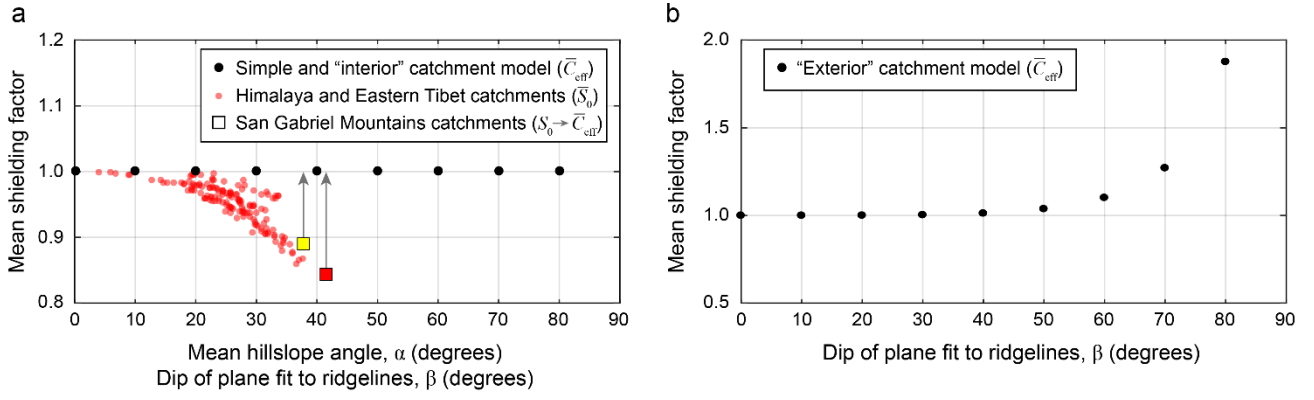 a
1.2
1.1
1.0
0.9
0.8
Mean shielding factor
Simple and “interior” catchment model (C̅eff)
Himalaya and Eastern Tibet catchments (S̅0)
San Gabriel Mountains catchments (S0→ C̅eff)
0 10 20 30 40 50 60 70 80 90
Mean hillslope angle, α (degrees)
Dip of plane fit to ridgelines, β (degrees)
b
2.0
1.5
1.0
0.5
Mean shielding factor
“Exterior” catchment model (C̅eff)
0 10 20 30 40 50 60 70 80 90
Dip of plane fit to ridgelines, β (degrees)